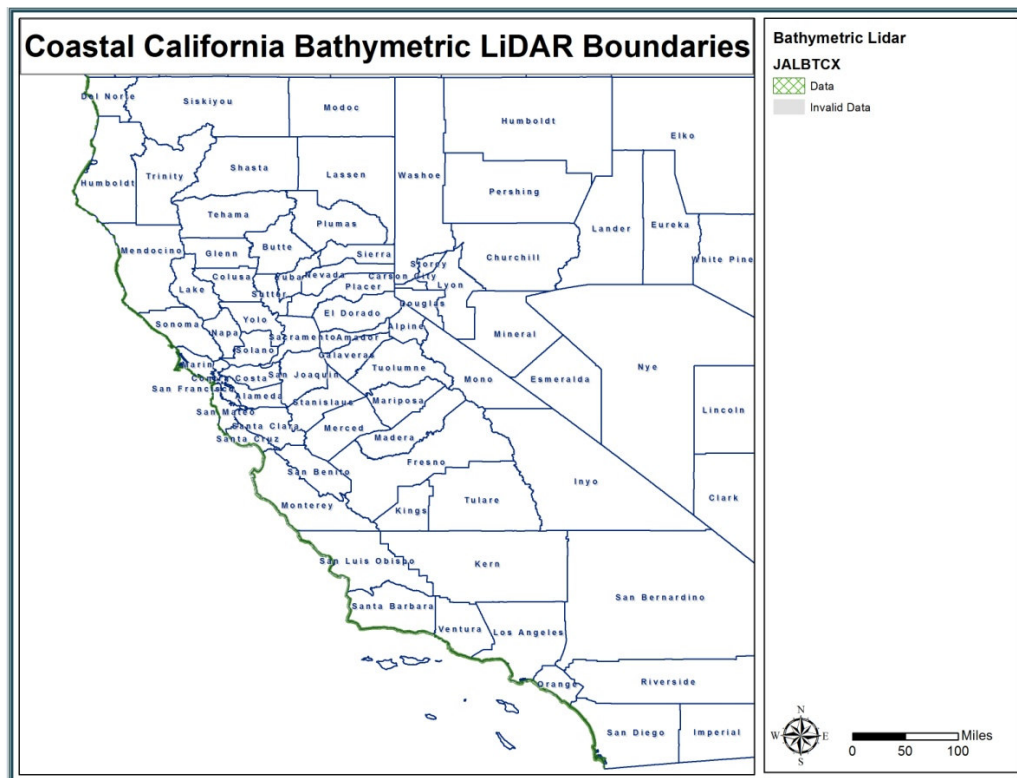 Coastal California Bathymetric LiDAR Boundaries
Bathymetric Lidar
JALBTCX
Data
Invalid Data
Del Norte
Siskiyou
Modoc
Humboldt
Elko
Humboldt
Trinity
Shasta
Lassen
Washoe
Pershing
Tehama
Plumas
Lander
Eureka
White Pine
Mendocino
Glenn
Butte
Sierra
Storey
Churchill
Lake
Colusa
Yuba
Nevada
Carson City
Lyon
Sutter
Placer
Douglas
Sonoma
Napa
Yolo
El Dorado
Alpine
Mineral
Solano
Sacramento
Amador
Calaveras
Marin
Contra Costa
San Joaquin
Tuolumne
Mono
Esmeralda
Nye
San Francisco
Alameda
Stanislaus
Mariposa
Lincoln
San Mateo
Santa Clara
Merced
Santa Cruz
Madera
San Benito
Fresno
Inyo
Clark
Monterey
Kings
Tulare
San Luis Obispo
Kern
Santa Barbara
San Bernardino
Ventura
Los Angeles
Orange
Riverside
San Diego
Imperial
N
W E
S
Miles
0 50 100